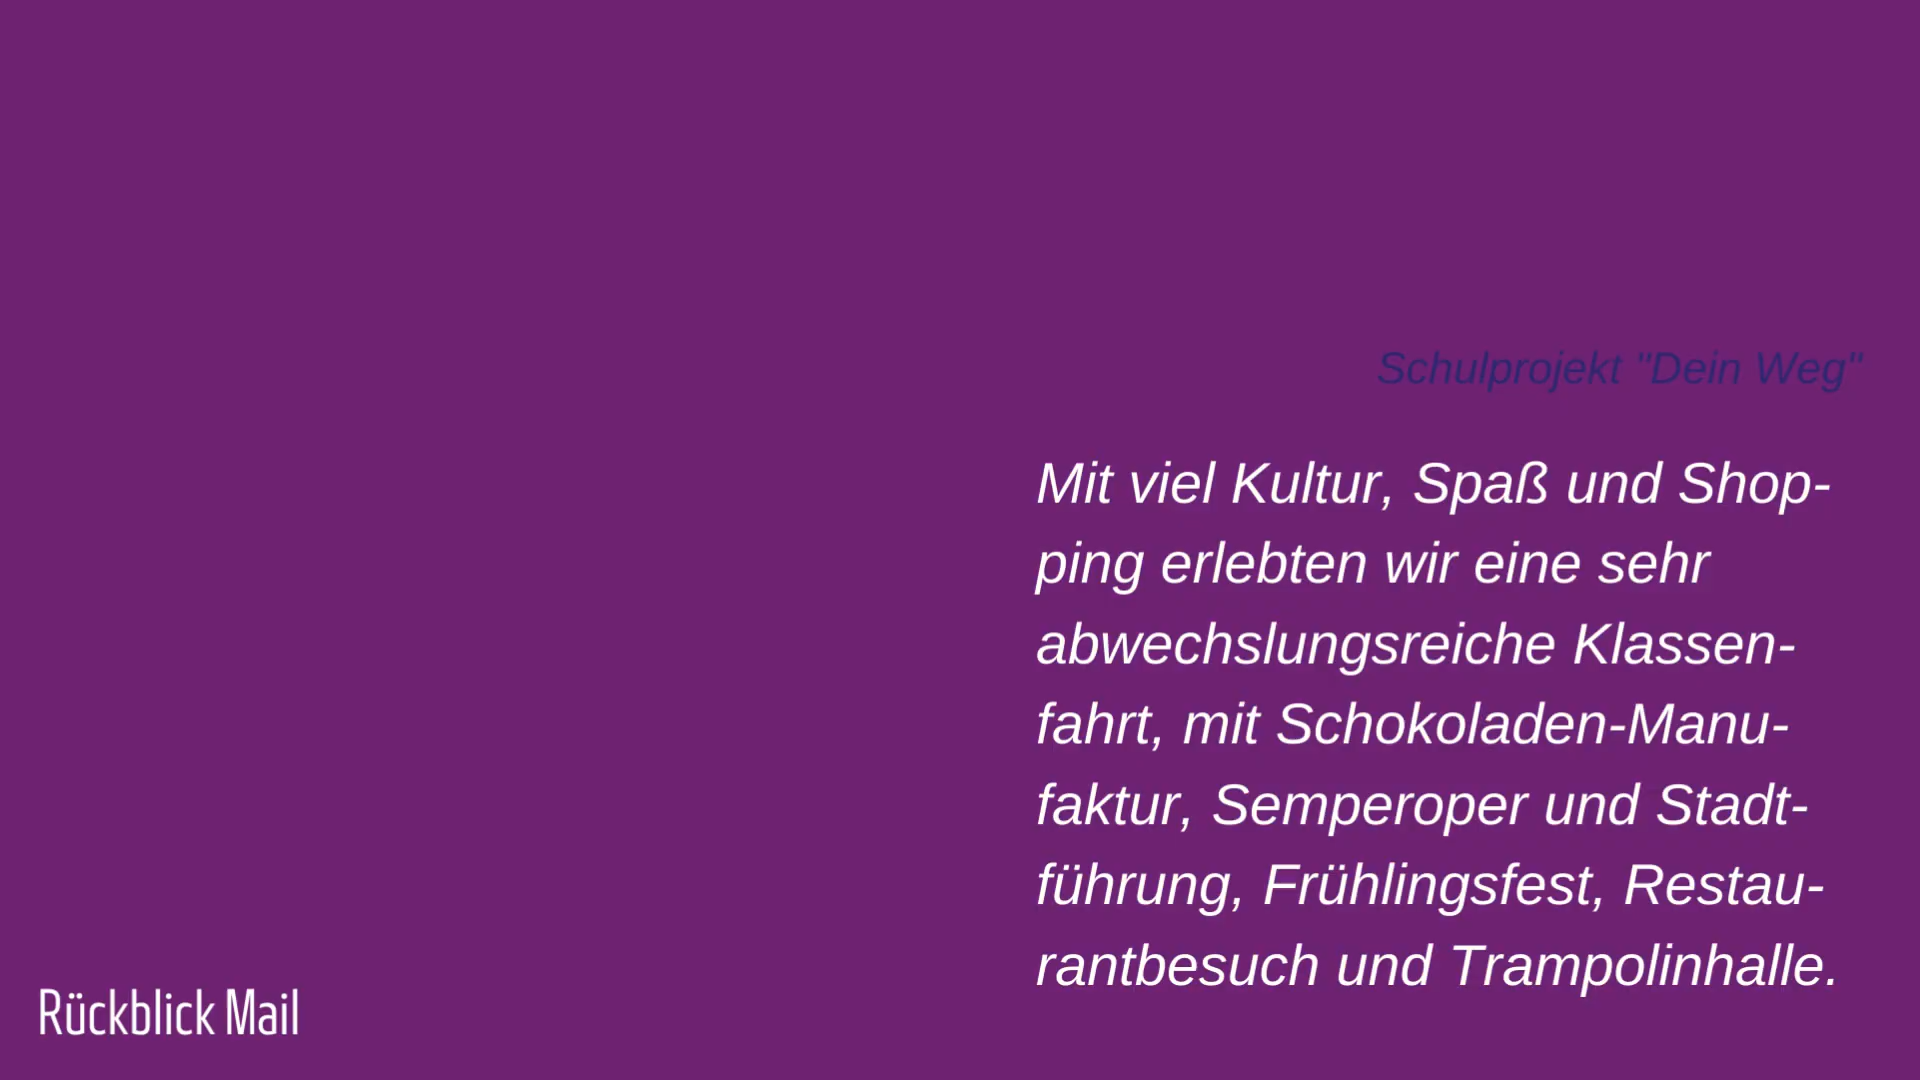 Schulprojekt "Dein Weg"
Mit viel Kultur, Spaß und Shop-
ping erlebten wir eine sehr
abwechslungsreiche Klassen-
fahrt, mit Schokoladen-Manu-
faktur, Semperoper und Stadt-
führung, Frühlingsfest, Restau-
rantbesuch und Trampolinhalle.
Rückblick Mail